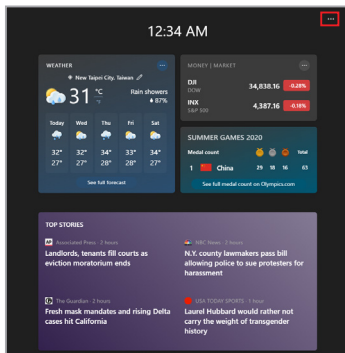 12:34 AM
WEATHER
New Taipei City, Taiwan
31 °C
°F
Rain showers
87%
Today Wed Thu Fri Sat
32° 32° 34° 33° 34°
27° 27° 28° 27° 27°
See full forecast
MONEY | MARKET
DJI
DOW
34,838.16 -0.28%
INX
S&P 500
4,387.16 -0.18%
SUMMER GAMES 2020
Medal count Total
1 China 29 18 16 63
See full medal count on Olympics.com
TOP STORIES
AP Associated Press · 2 hours
Landlords, tenants fill courts as
eviction moratorium ends
NBC News · 2 hours
N.Y. county lawmakers pass bill
allowing police to sue protesters for
harassment
The Guardian · 2 hours
Fresh mask mandates and rising Delta
cases hit California
USA TODAY SPORTS · 1 hour
Laurel Hubbard would rather not
carry the weight of transgender
history